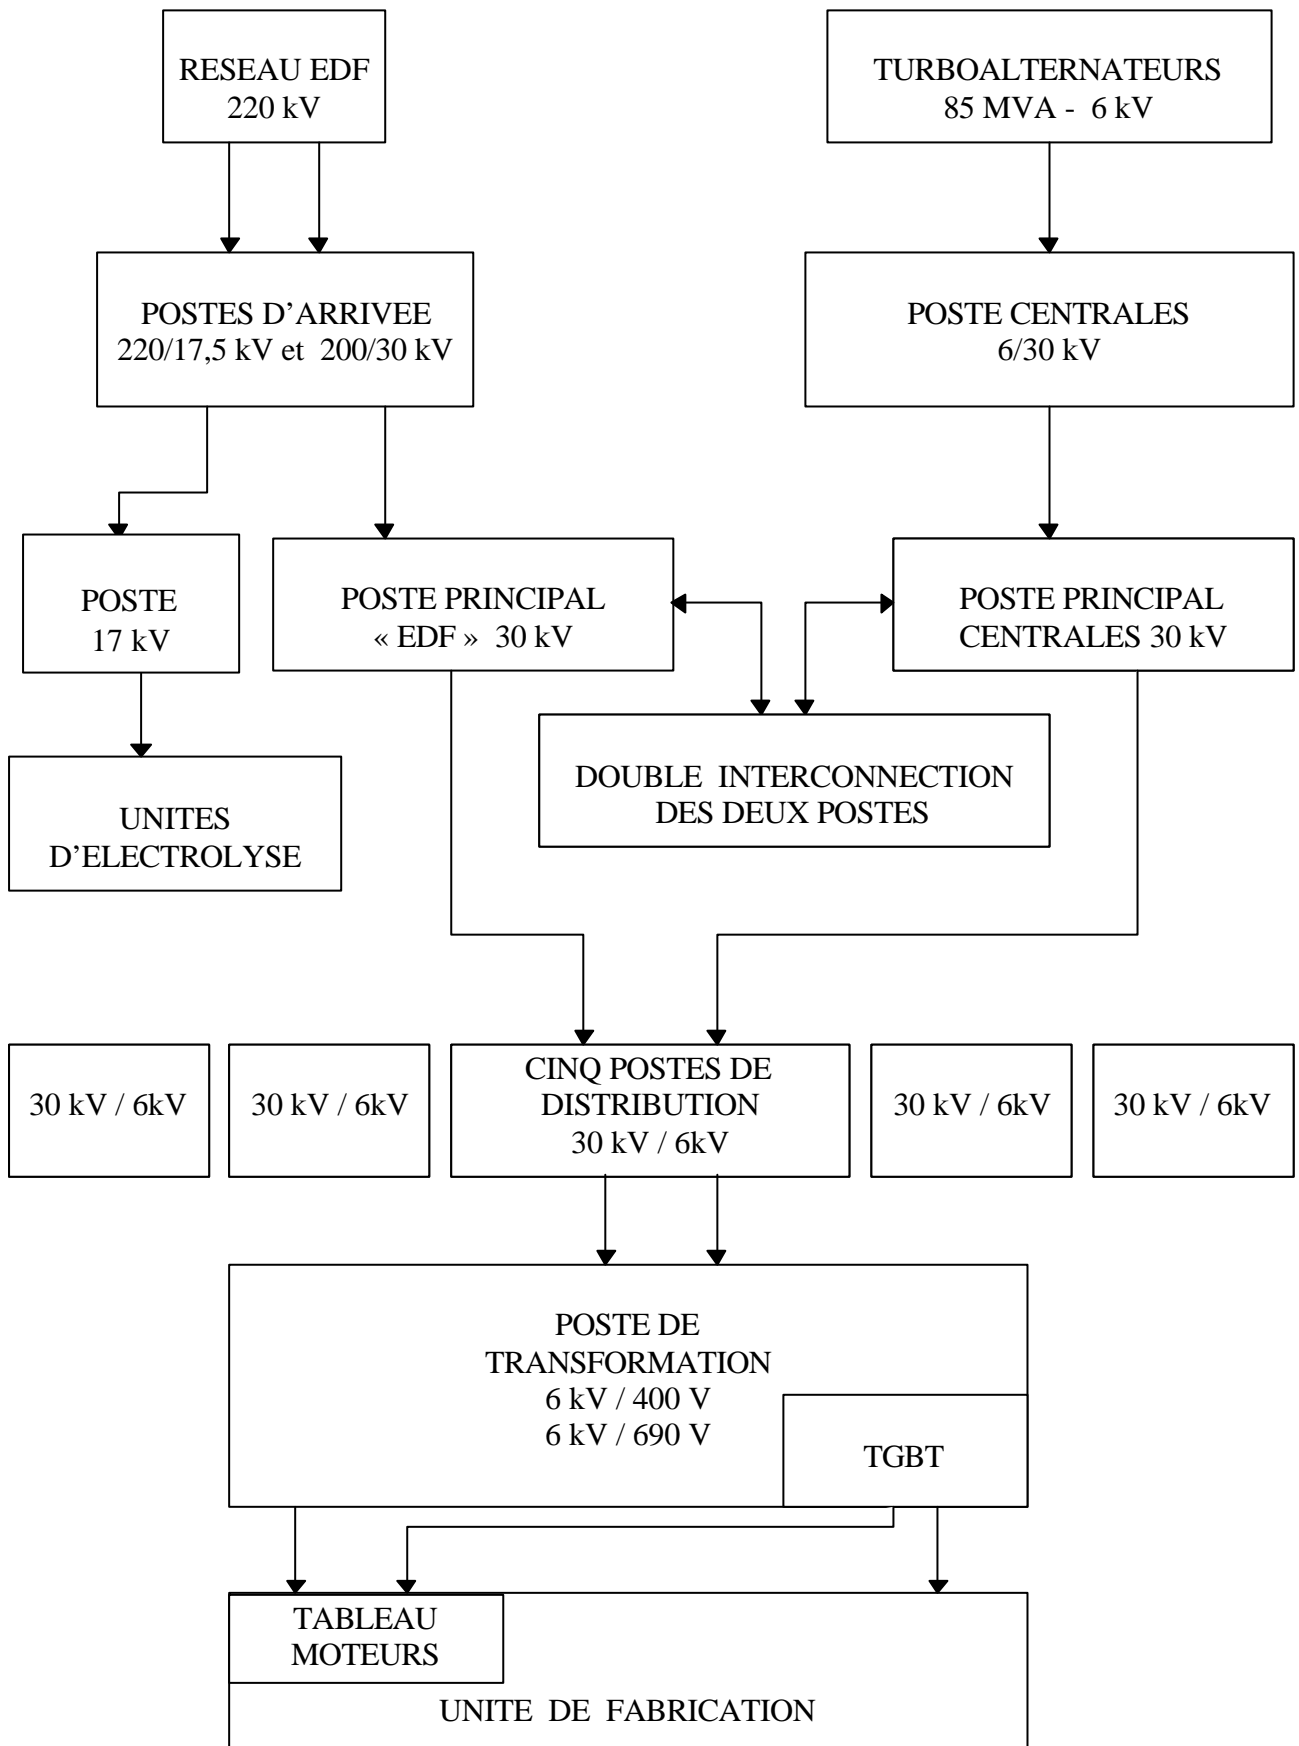 RESEAU EDF
220 kV
TURBOALTERNATEURS
85 MVA - 6 kV
POSTES D’ARRIVEE
220/17,5 kV et 200/30 kV
POSTE CENTRALES
6/30 kV
POSTE
17 kV
POSTE PRINCIPAL
« EDF » 30 kV
POSTE PRINCIPAL
CENTRALES 30 kV
DOUBLE INTERCONNECTION
DES DEUX POSTES
UNITES
D’ELECTROLYSE
30 kV / 6kV
30 kV / 6kV
CINQ POSTES DE
DISTRIBUTION
30 kV / 6kV
30 kV / 6kV
30 kV / 6kV
POSTE DE
TRANSFORMATION
6 kV / 400 V
6 kV / 690 V
TGBT
TABLEAU
MOTEURS
UNITE DE FABRICATION